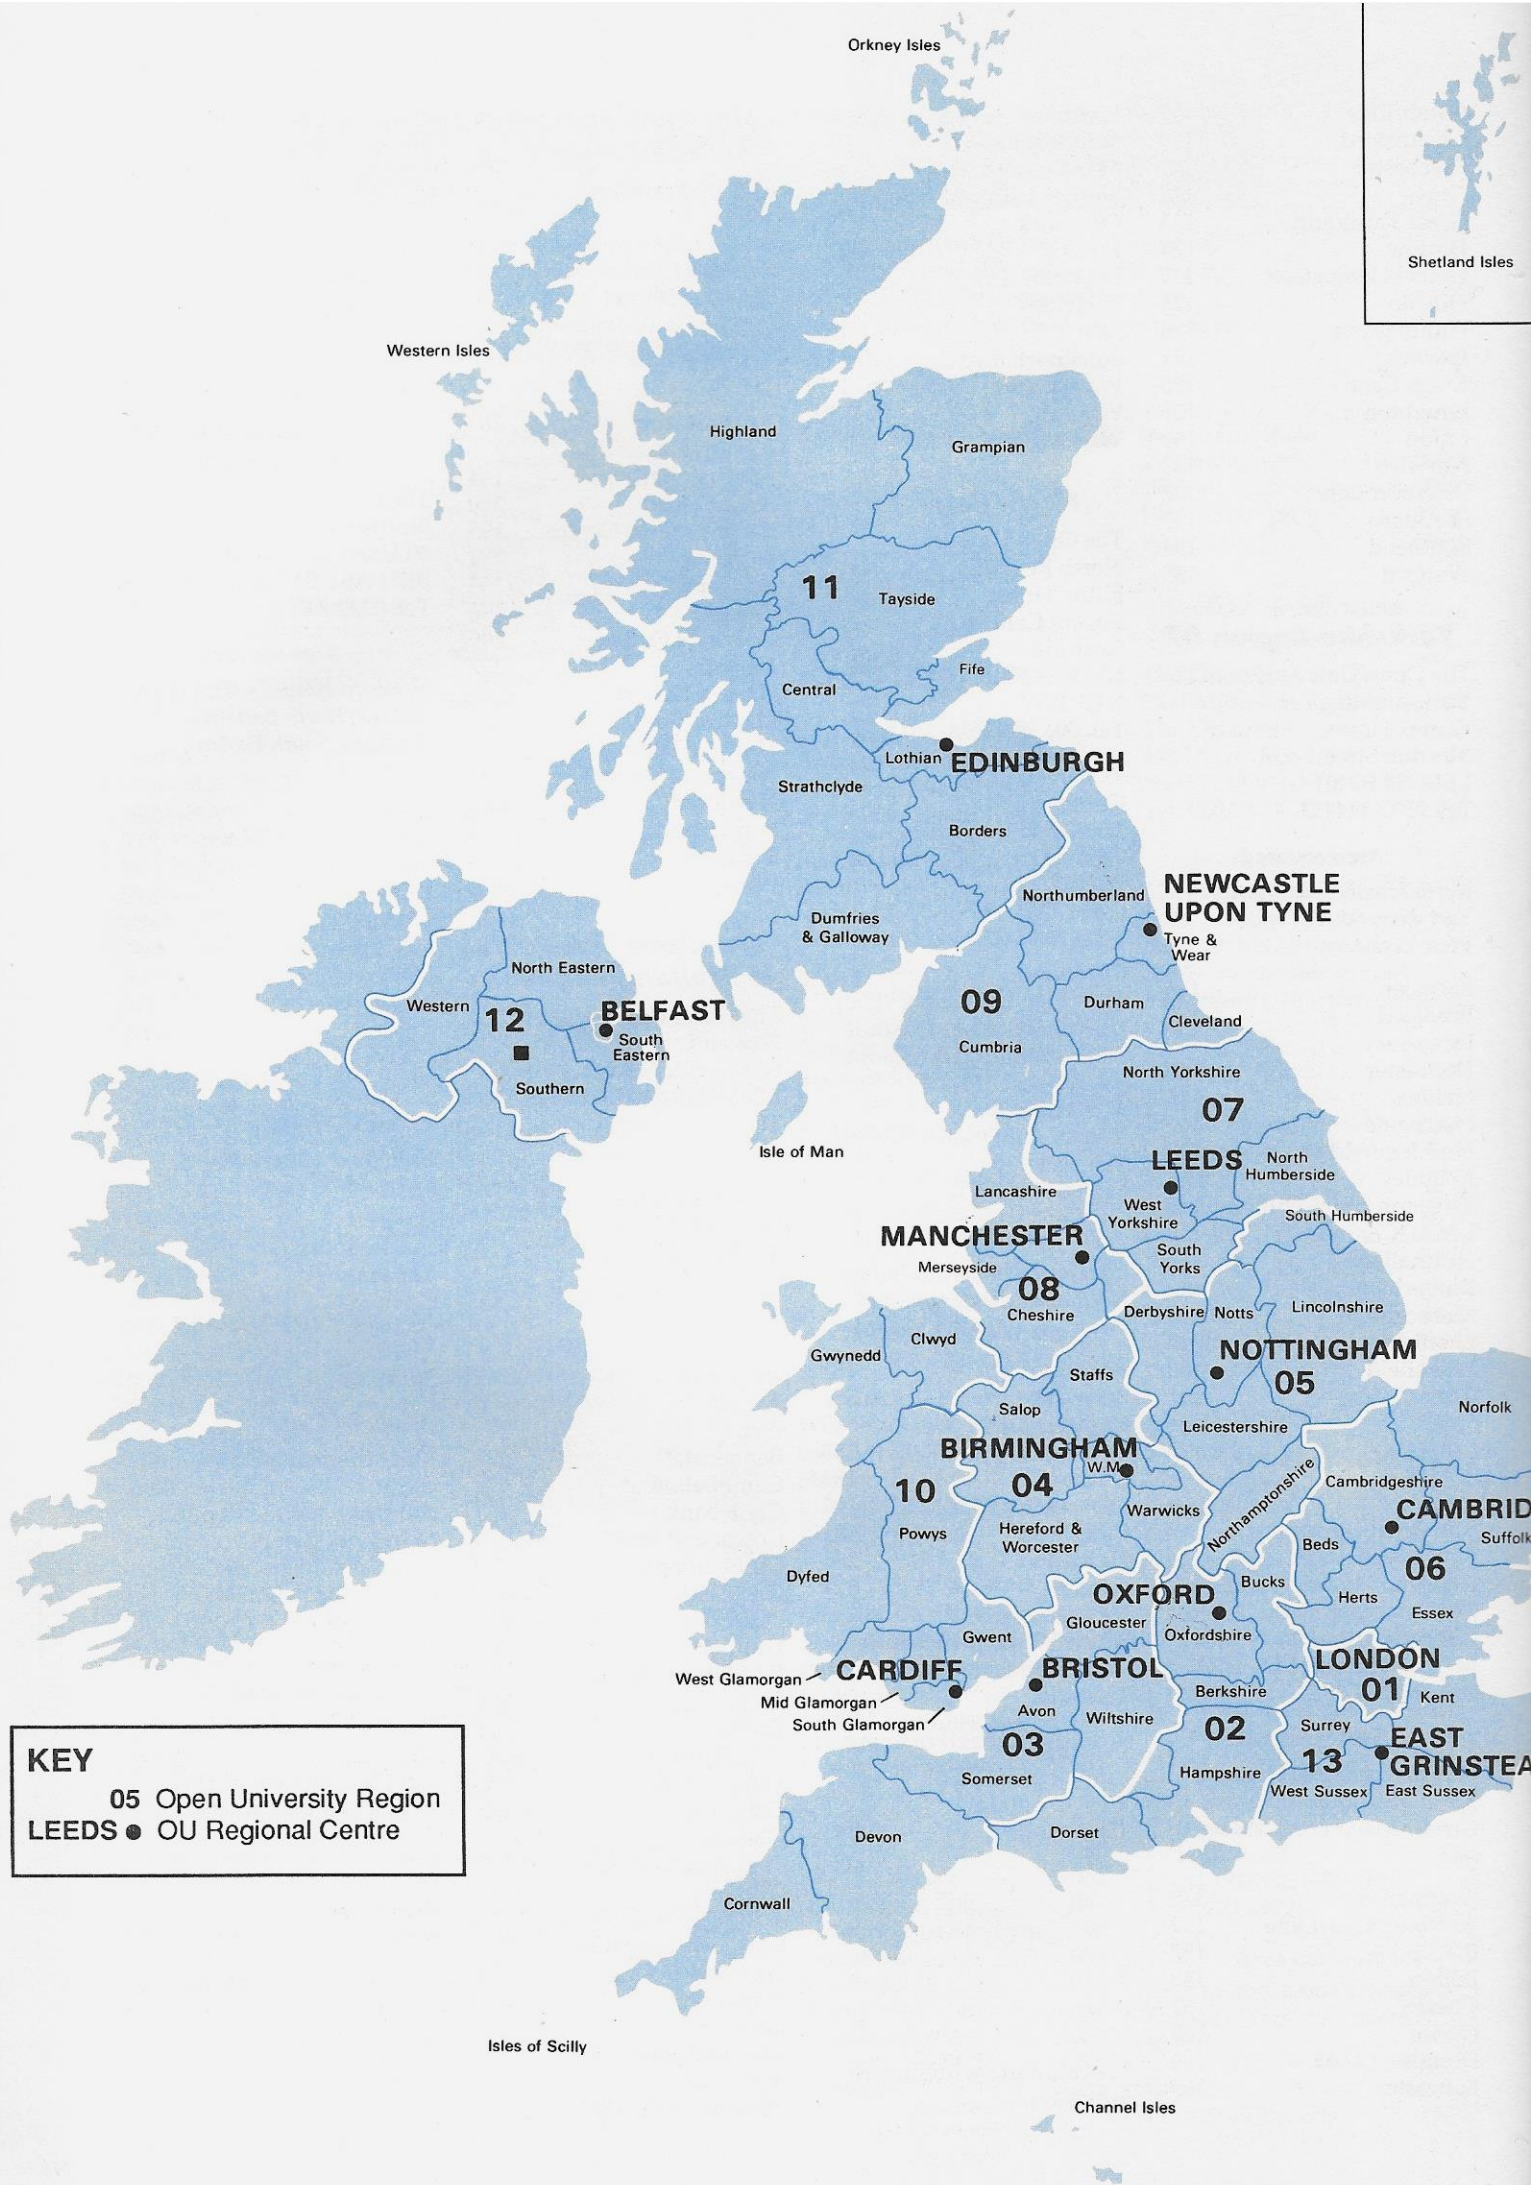 Orkney Isles
Shetland Isles
Western Isles
Highland
Grampian
11
Tayside
Fife
Central
Lothian
EDINBURGH
Strathclyde
Borders
Dumfries
& Galloway
Northumberland
NEWCASTLE
UPON TYNE
Tyne &
Wear
North Eastern
Western
12
BELFAST
South
Eastern
Southern
09
Cumbria
Durham
Cleveland
North Yorkshire
07
Isle of Man
LEEDS
North
Humberside
Lancashire
West
Yorkshire
South Humberside
MANCHESTER
Merseyside
South
Yorks
08
Cheshire
Derbyshire
Notts
Lincolnshire
Clwyd
Gwynedd
NOTTINGHAM
05
Staffs
Salop
Leicestershire
Norfolk
BIRMINGHAM
W.M.
04
10
Powys
Hereford &
Worcester
Warwicks
Northamptonshire
Cambridgeshire
CAMBRID
Suffolk
Beds
06
Dyfed
Bucks
Herts
Essex
OXFORD
Gloucester
Oxfordshire
Gwent
West Glamorgan
CARDIFF
Mid Glamorgan
South Glamorgan
BRISTOL
Avon
Wiltshire
Berkshire
LONDON
01
Kent
03
Somerset
02
Hampshire
Surrey
13
EAST
GRINSTEA
West Sussex
East Sussex
Devon
Dorset
Cornwall
KEY
05 Open University Region
LEEDS ● OU Regional Centre
Isles of Scilly
Channel Isles